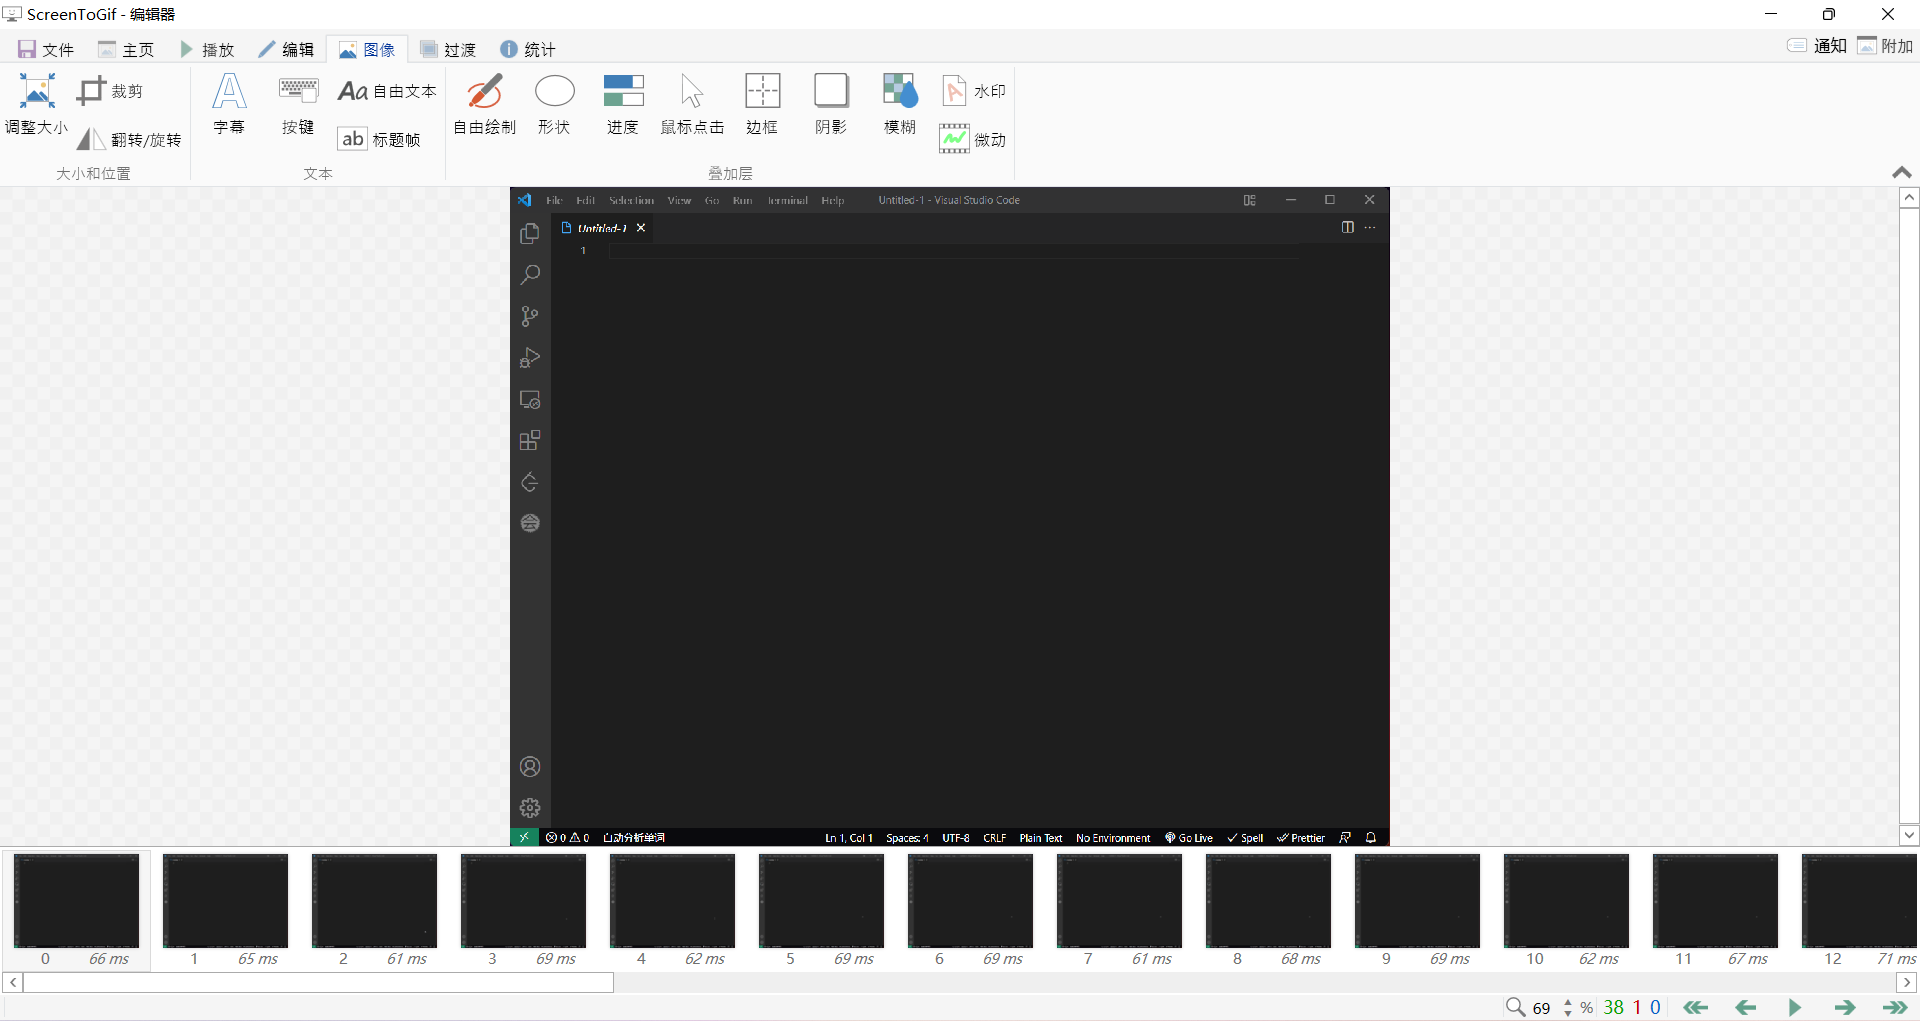 ScreenToGif - 编辑器
文件 主页 播放 编辑 图像 过渡 统计 通知 附加
调整大小 裁剪 翻转/旋转 字幕 按键 Aa 自由文本 ab 标题帧 自由绘制 形状 进度 鼠标点击 边框 阴影 模糊 水印 微动
大小和位置 文本 叠加层
File Edit Selection View Go Run Terminal Help Untitled-1 - Visual Studio Code
Untitled-1
1
0 0 自动分析单词 Ln 1, Col 1 Spaces: 4 UTF-8 CRLF Plain Text No Environment Go Live Spell Prettier
0 66 ms 1 65 ms 2 61 ms 3 69 ms 4 62 ms 5 69 ms 6 69 ms 7 61 ms 8 68 ms 9 69 ms 10 62 ms 11 67 ms 12 71 ms
69 % 38 1 0